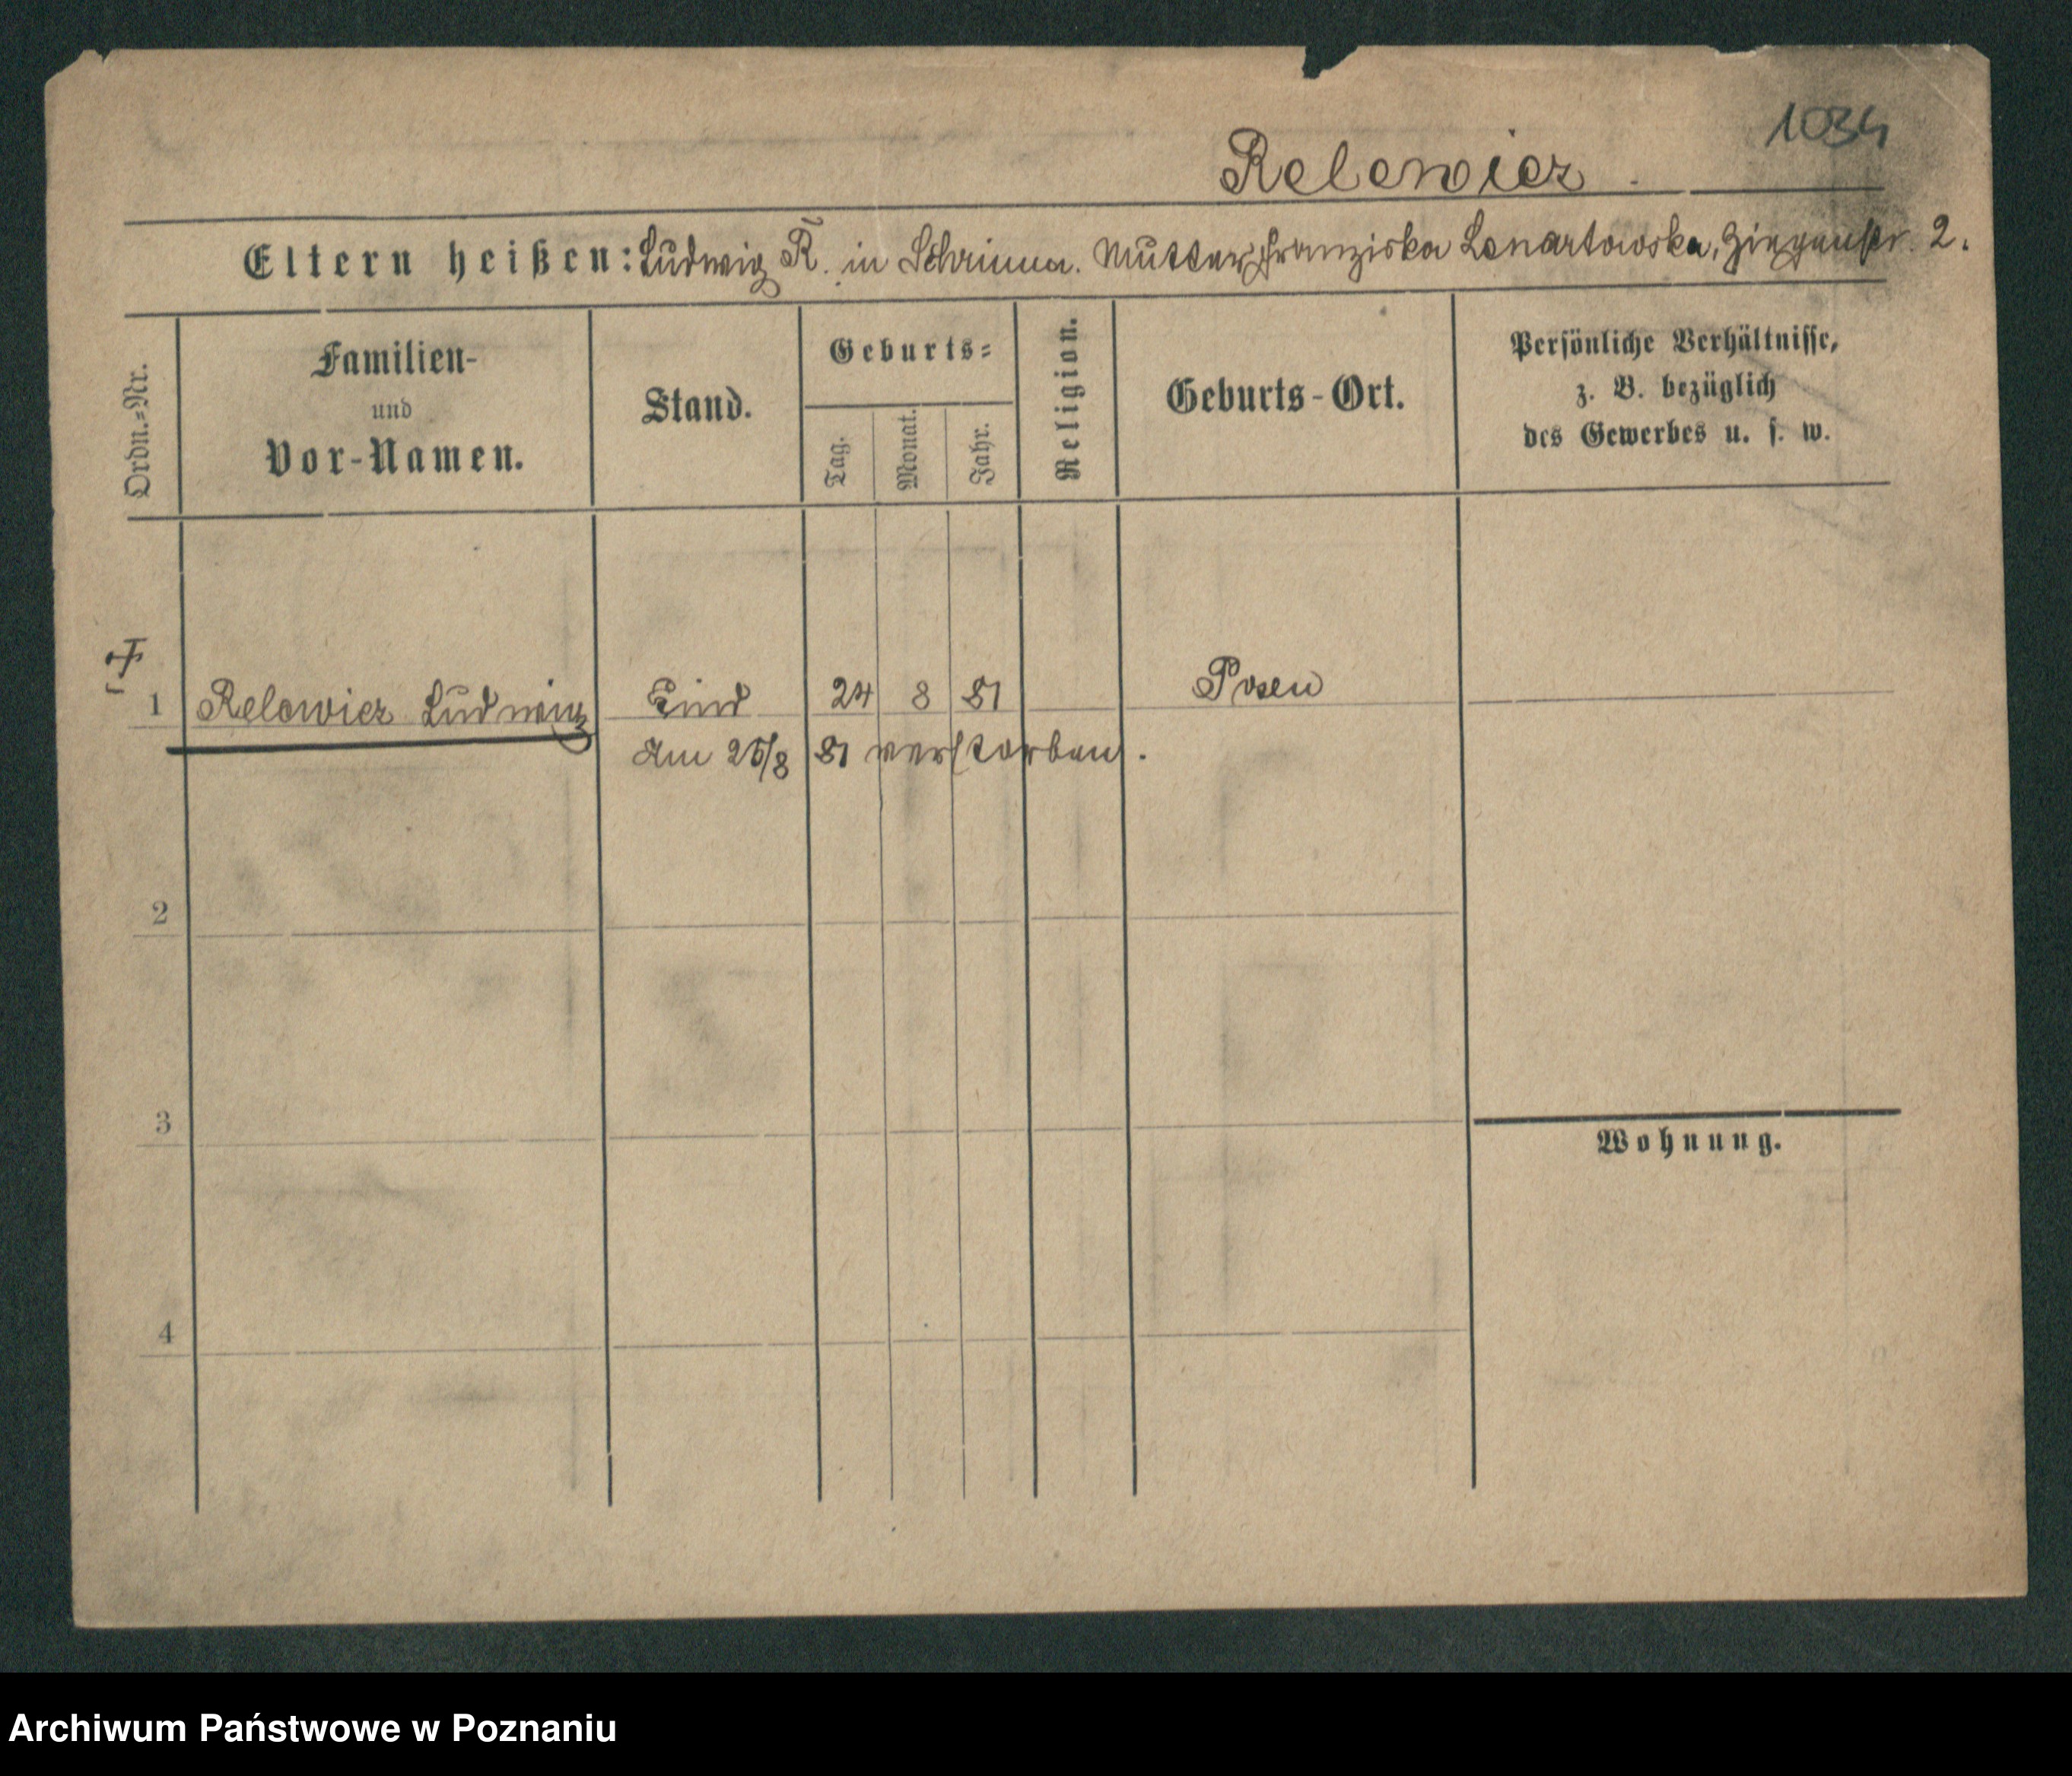 1034
Relewicz.
Eltern heißen: Ludwig R. in Schrimm. Mutter Franziska Lenartowska, Ziegenstr. 2.
Ordn.=Nr.
Familien-
und
Vor-Namen.
Stand.
Geburts=
Tag.
Monat.
Jahr.
Religion.
Geburts-Ort.
Persönliche Verhältnisse,
z. B. bezüglich
des Gewerbes u. s. w.
1 Relewicz Ludwig Kind 24 8 81 Posen
Am 25/8 81 verstorben.
2
3
Wohnung.
4
Archiwum Państwowe w Poznaniu